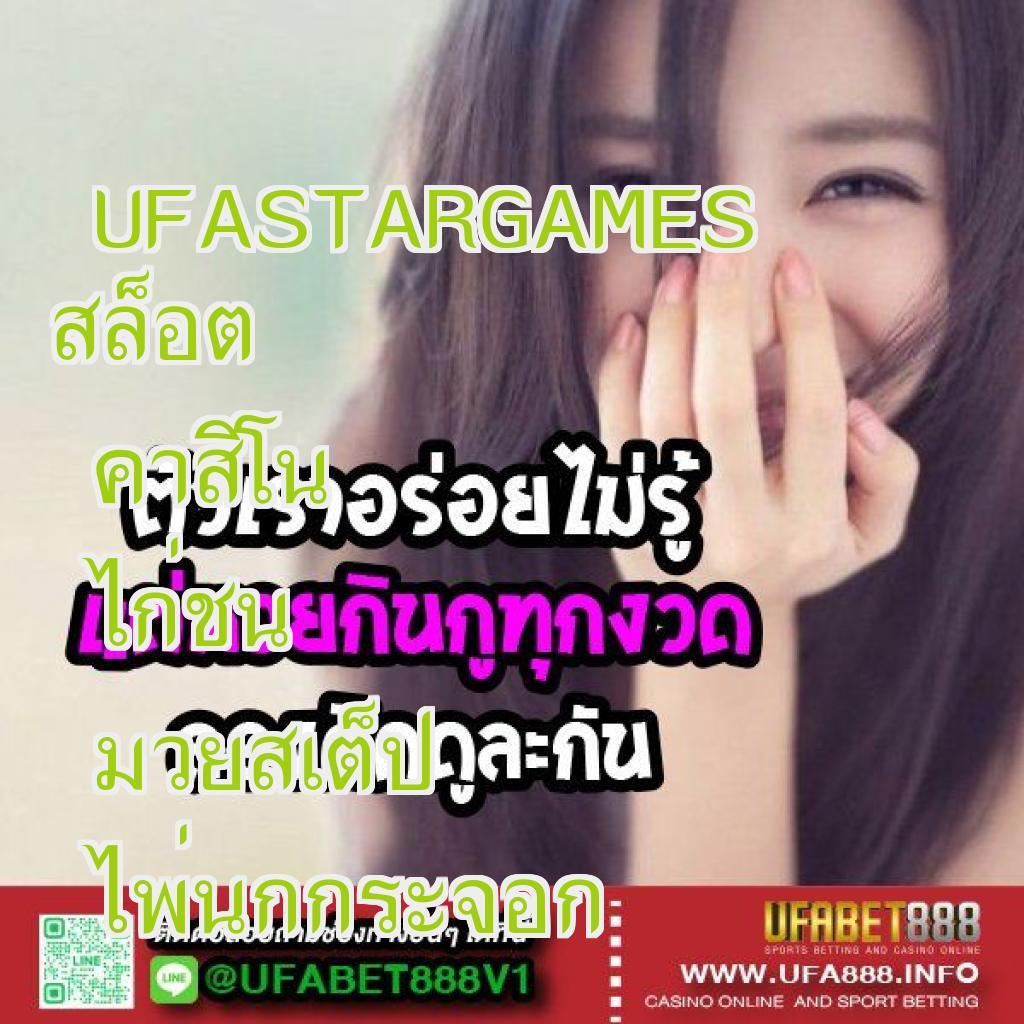 UFASTARGAMES
สล็อต
คาสิโน
อร่อยไม่รู้
ไก่ชน
กินกูทุกงวด
มวยสเต็ป
ดูละกัน
ไพ่นกกระจอก
LINE
LINE @UFABET888V1
UFABET888
SPORTS BETTING AND CASINO ONLINE
WWW.UFA888.INFO
CASINO ONLINE AND SPORT BETTING